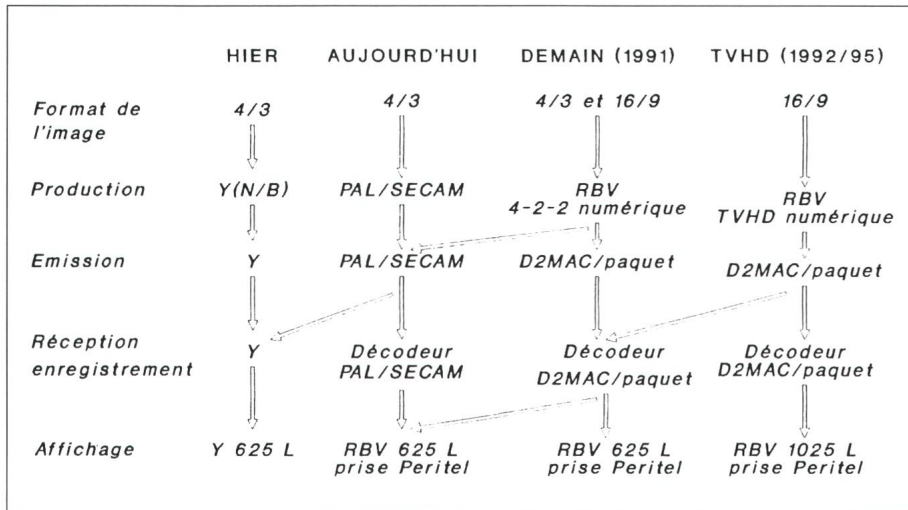 HIER AUJOURD'HUI DEMAIN (1991) TVHD (1992/95)
Format de l'image 4/3 4/3 4/3 et 16/9 16/9
Production Y(N/B) PAL/SECAM RBV 4-2-2 numérique RBV TVHD numérique
Emission Y PAL/SECAM D2MAC/paquet D2MAC/paquet
Réception enregistrement Y Décodeur PAL/SECAM Décodeur D2MAC/paquet Décodeur D2MAC/paquet
Affichage Y 625 L RBV 625 L prise Peritel RBV 625 L prise Peritel RBV 1025 L prise Peritel